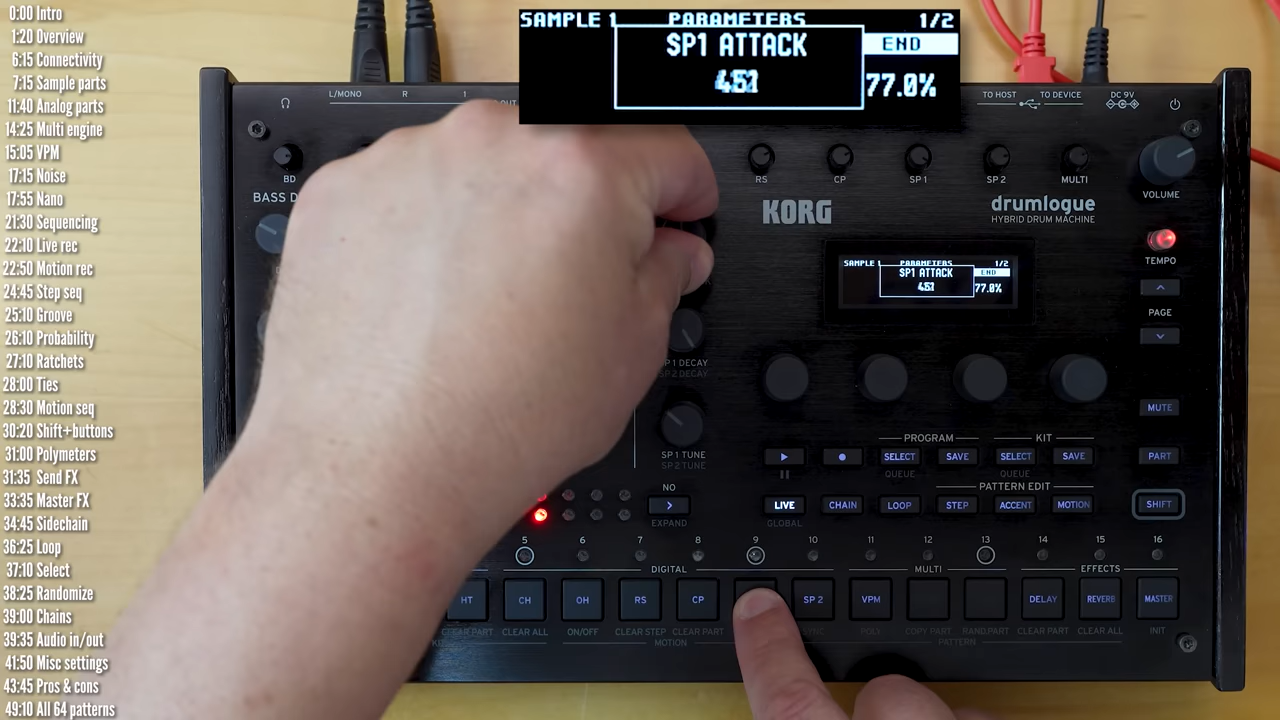 0:00 Intro
1:20 Overview
6:15 Connectivity
7:15 Sample parts
11:40 Analog parts
14:25 Multi engine
15:05 VPM
17:15 Noise
17:55 Nano
21:30 Sequencing
22:10 Live rec
22:50 Motion rec
24:45 Step seq
25:10 Groove
26:10 Probability
27:10 Ratchets
28:00 Ties
28:30 Motion seq
30:20 Shift+buttons
31:00 Polymeters
31:35 Send FX
33:35 Master FX
34:45 Sidechain
36:25 Loop
37:10 Select
38:25 Randomize
39:00 Chains
39:35 Audio in/out
41:50 Misc settings
43:45 Pros & cons
49:10 All 64 patterns
SAMPLE 1 PARAMETERS 1/2
SP1 ATTACK END
77.0%
L/MONO R 1 OUT TO HOST TO DEVICE DC 9V
BD RS CP SP 1 SP 2 MULTI VOLUME
BASS D
KORG drumlogue
HYBRID DRUM MACHINE
TEMPO
SAMPLE 1 PARAMETERS 1/2
SP1 ATTACK END
77.0%
PAGE
P 1 DECAY
SP 2 DECAY
MUTE
SP 1 TUNE
SP 2 TUNE
PROGRAM KIT
SELECT SAVE SELECT SAVE PART
QUEUE QUEUE
PATTERN EDIT
NO
EXPAND
LIVE CHAIN LOOP STEP ACCENT MOTION SHIFT
GLOBAL
5 6 7 8 9 10 11 12 13 14 15 16
DIGITAL MULTI EFFECTS
HT CH OH RS CP SP 2 VPM DELAY REVERB MASTER
CLEAR PART CLEAR ALL ON/OFF CLEAR STEP CLEAR PART SYNC POLY COPY PART RAND.PART CLEAR PART CLEAR ALL INIT
MOTION PATTERN